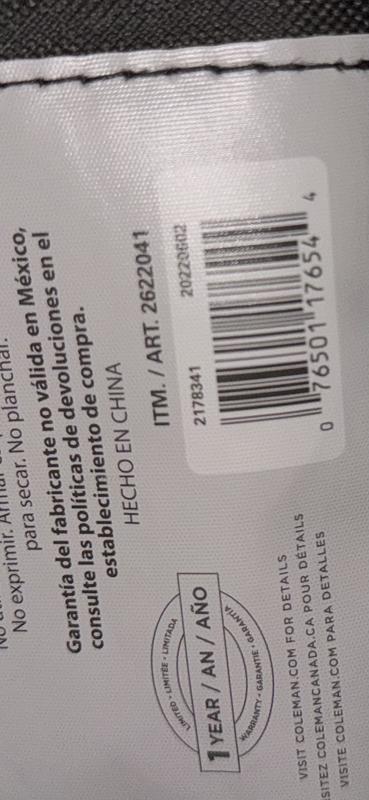 No exprimir.
para secar. No planchar.
Garantía del fabricante no válida en México,
consulte las políticas de devoluciones en el
establecimiento de compra.
HECHO EN CHINA
ITM. / ART. 2622041
2178341 20220602
0 76501 17654 4
LIMITED • LIMITÉE • LIMITADA
1 YEAR / AN / AÑO
WARRANTY • GARANTIE • GARANTÍA
VISIT COLEMAN.COM FOR DETAILS
COLEMANCANADA.CA POUR DÉTAILS
VISITE COLEMAN.COM PARA DETALLES